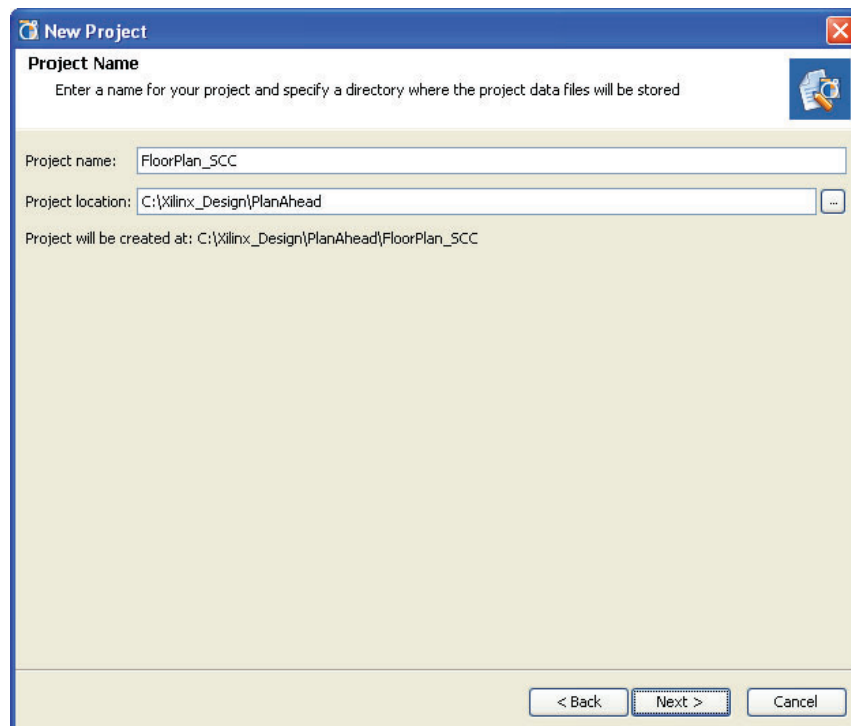 New Project
Project Name
Enter a name for your project and specify a directory where the project data files will be stored
Project name: FloorPlan_SCC
Project location: C:\Xilinx_Design\PlanAhead ...
Project will be created at: C:\Xilinx_Design\PlanAhead\FloorPlan_SCC
< Back Next > Cancel